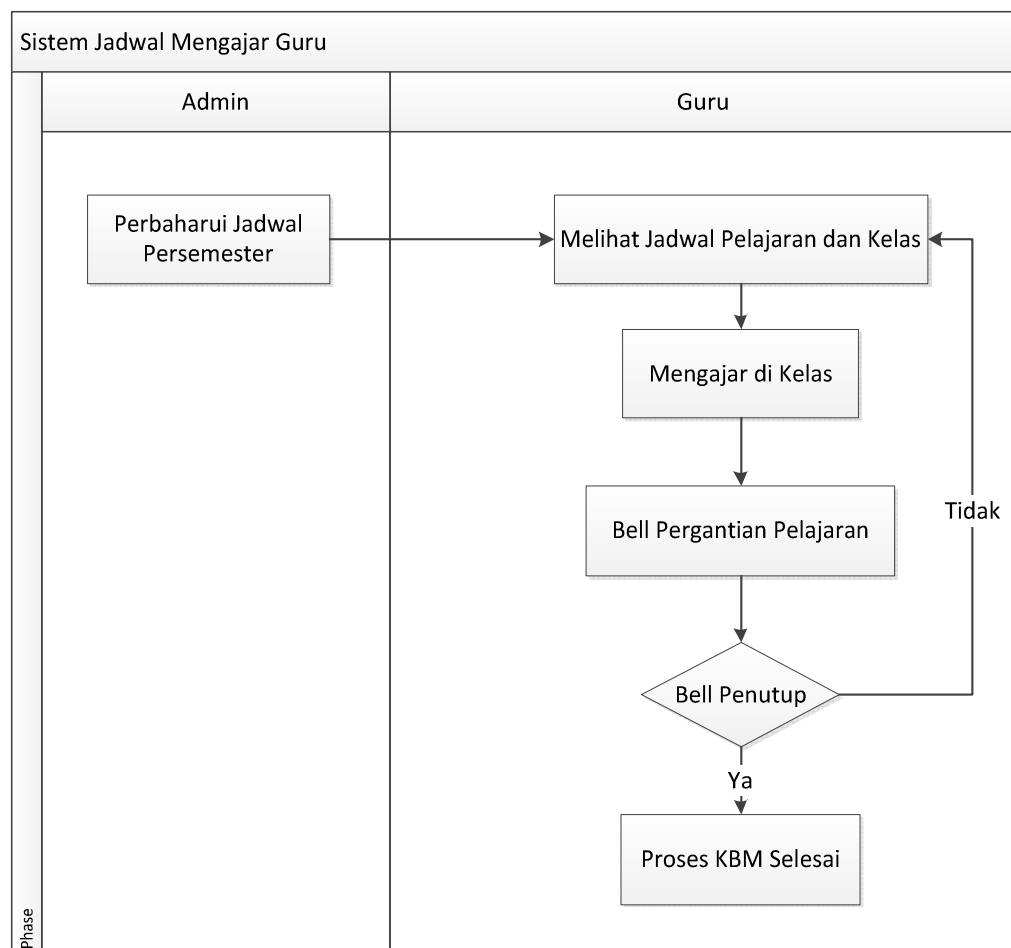 Sistem Jadwal Mengajar Guru
Admin
Guru
Perbaharui Jadwal
Persemester
Melihat Jadwal Pelajaran dan Kelas
Mengajar di Kelas
Bell Pergantian Pelajaran
Tidak
Bell Penutup
Ya
Proses KBM Selesai
Phase